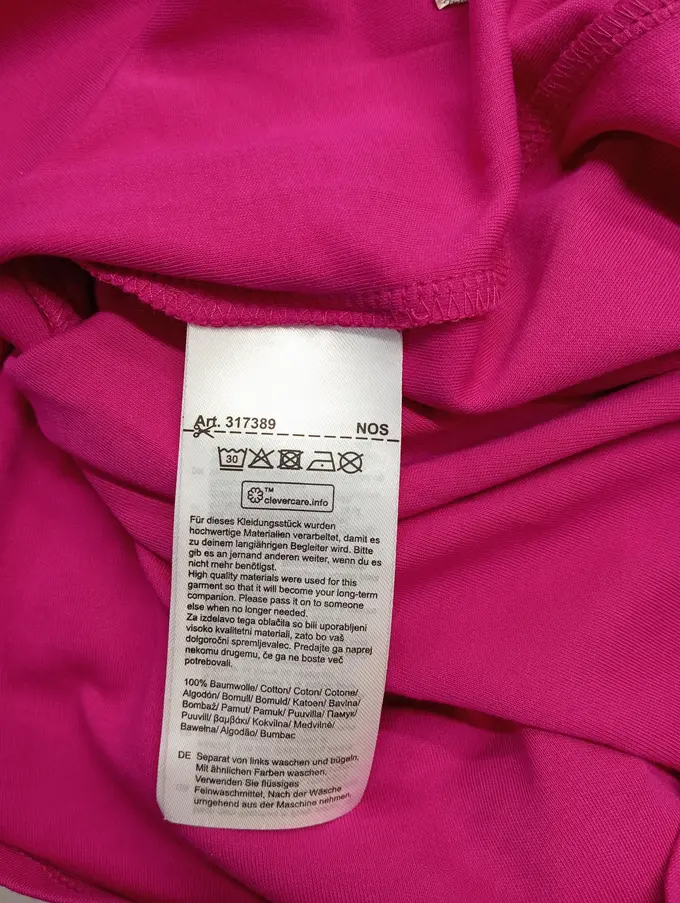 Art. 317389 NOS
30
™
clevercare.info
Für dieses Kleidungsstück wurden
hochwertige Materialien verarbeitet, damit es
zu deinem langjährigen Begleiter wird. Bitte
gib es an jernand anderen weiter, wenn du es
nicht mehr benötigst.
High quality materials were used for this
garment so that it will become your long-term
companion. Please pass it on to someone
else when no longer needed.
Za izdelavo tega oblačila so bili uporabljeni
visoko kvalitetni materiali, zato bo vaš
dolgoročni spremljevalec. Predajte ga naprej
nekomu drugemu, če ga ne boste več
potrebovali.
100% Baumwolle/ Cotton/ Coton/ Cotone/
Algodón/ Bomull/ Bomuld/ Katoen/ Bavlna/
Bombaž/ Pamut/ Pamuk/ Puuvilla/ Памук/
Puuvill/ βαμβάκι/ Kokvilna/ Medvilnė/
Bawełna/ Algodão/ Bumbac
DE Separat von links waschen und bügeln.
Mit ähnlichen Farben waschen.
Verwenden Sie flüssiges
Feinwaschmittel, Nach der Wäsche
umgehend aus der Maschine nehmen.